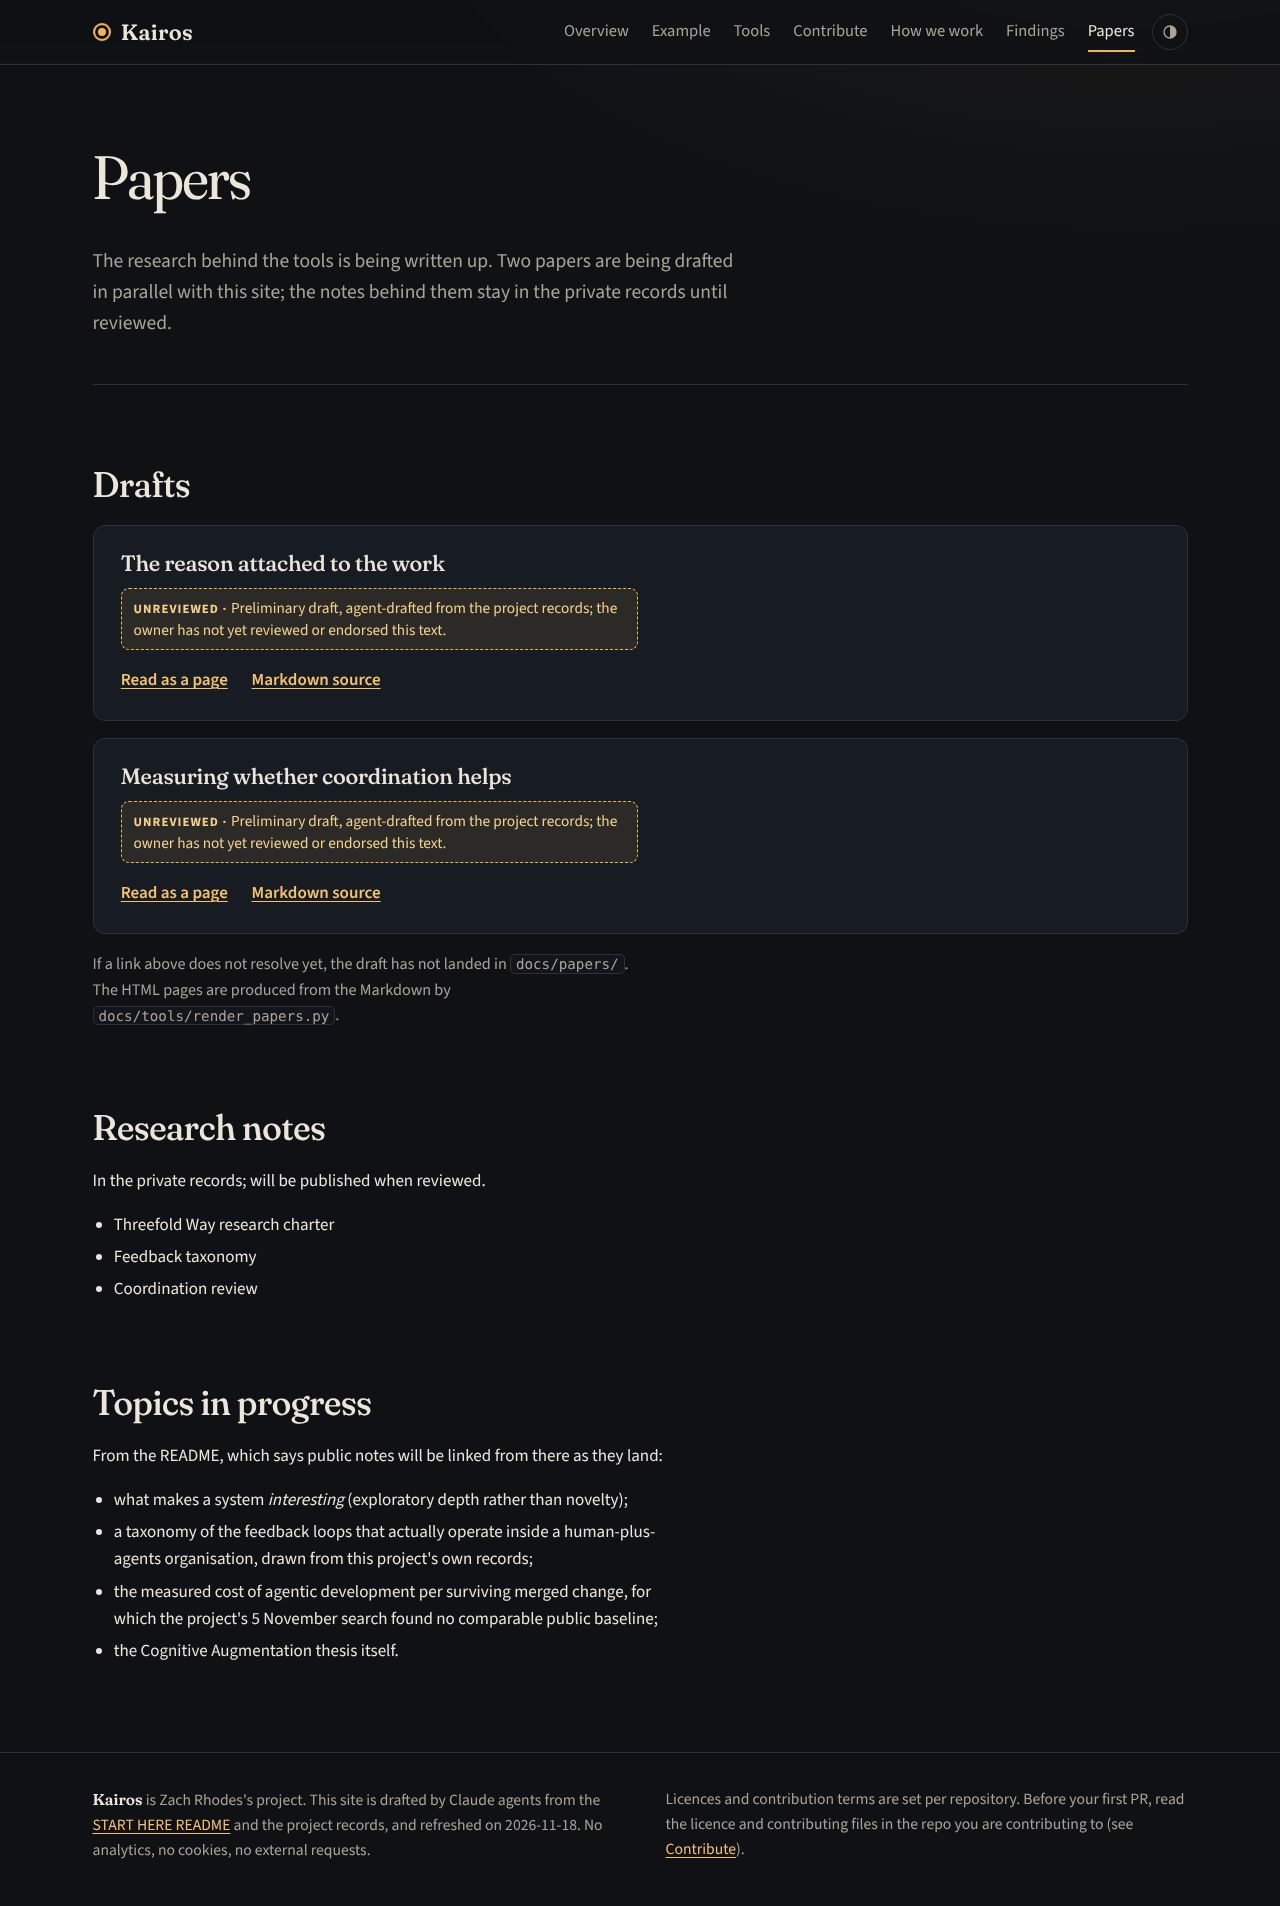 Kairos
Overview Example Tools Contribute How we work Findings Papers
Papers
The research behind the tools is being written up. Two papers are being drafted
in parallel with this site; the notes behind them stay in the private records until
reviewed.
Drafts
The reason attached to the work
UNREVIEWED · Preliminary draft, agent-drafted from the project records; the
owner has not yet reviewed or endorsed this text.
Read as a page Markdown source
Measuring whether coordination helps
UNREVIEWED · Preliminary draft, agent-drafted from the project records; the
owner has not yet reviewed or endorsed this text.
Read as a page Markdown source
If a link above does not resolve yet, the draft has not landed in docs/papers/.
The HTML pages are produced from the Markdown by
docs/tools/render_papers.py.
Research notes
In the private records; will be published when reviewed.
• Threefold Way research charter
• Feedback taxonomy
• Coordination review
Topics in progress
From the README, which says public notes will be linked from there as they land:
• what makes a system interesting (exploratory depth rather than novelty);
• a taxonomy of the feedback loops that actually operate inside a human-plus-
agents organisation, drawn from this project's own records;
• the measured cost of agentic development per surviving merged change, for
which the project's 5 November search found no comparable public baseline;
• the Cognitive Augmentation thesis itself.
Kairos is Zach Rhodes's project. This site is drafted by Claude agents from the
START HERE README and the project records, and refreshed on 2026-11-18. No
analytics, no cookies, no external requests.
Licences and contribution terms are set per repository. Before your first PR, read
the licence and contributing files in the repo you are contributing to (see
Contribute).